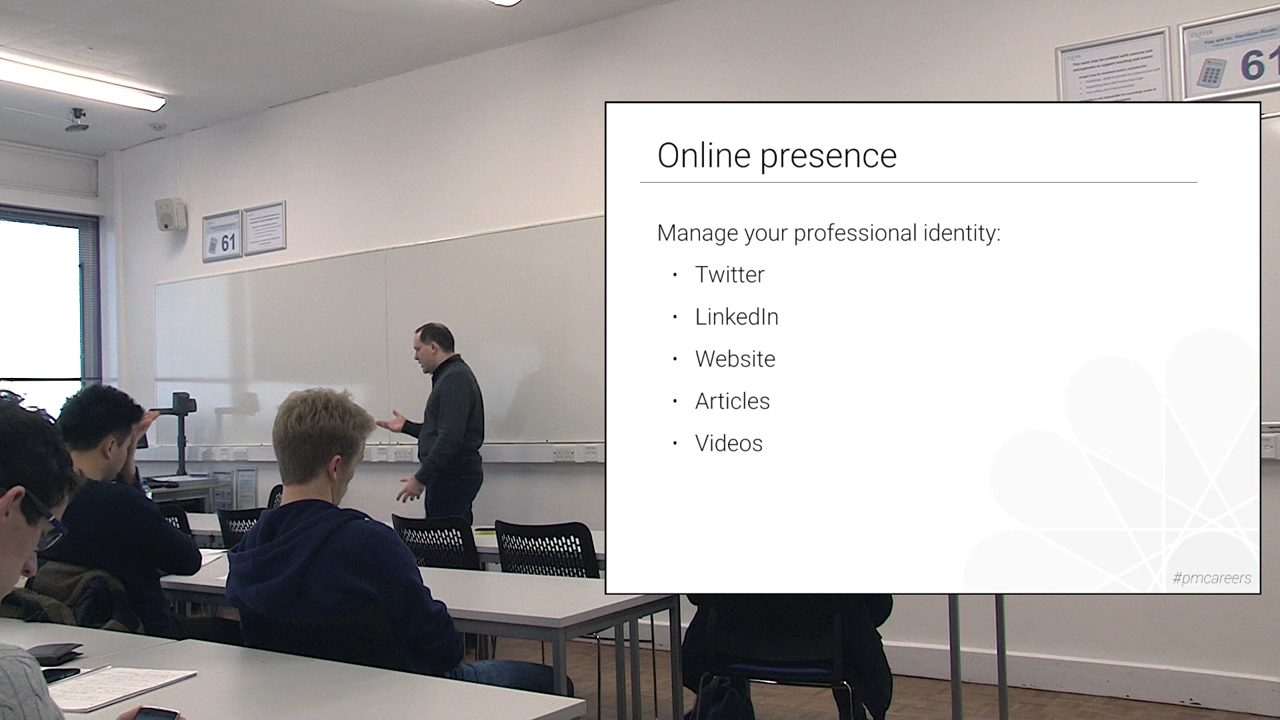 61
61
Online presence
Manage your professional identity:
· Twitter
· LinkedIn
· Website
· Articles
· Videos
#pmcareers